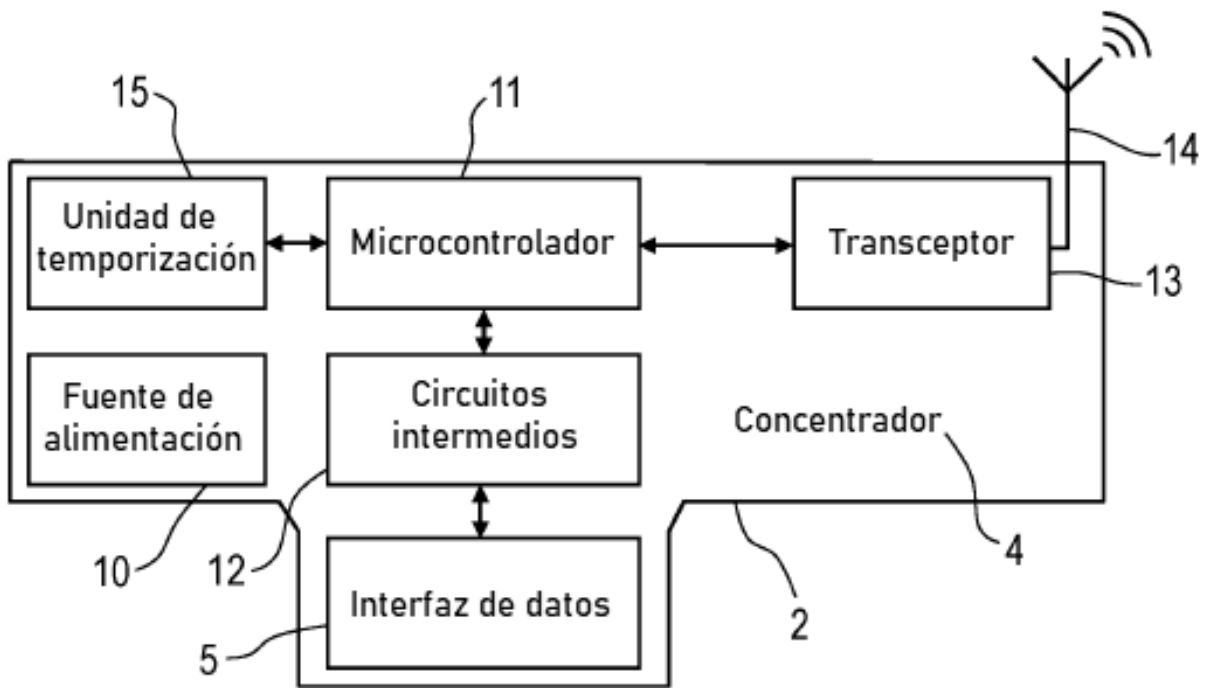 15
11
14
Unidad de
temporización
Microcontrolador
Transceptor
13
Fuente de
alimentación
Circuitos
intermedios
Concentrador
10
12
4
Interfaz de datos
2
5